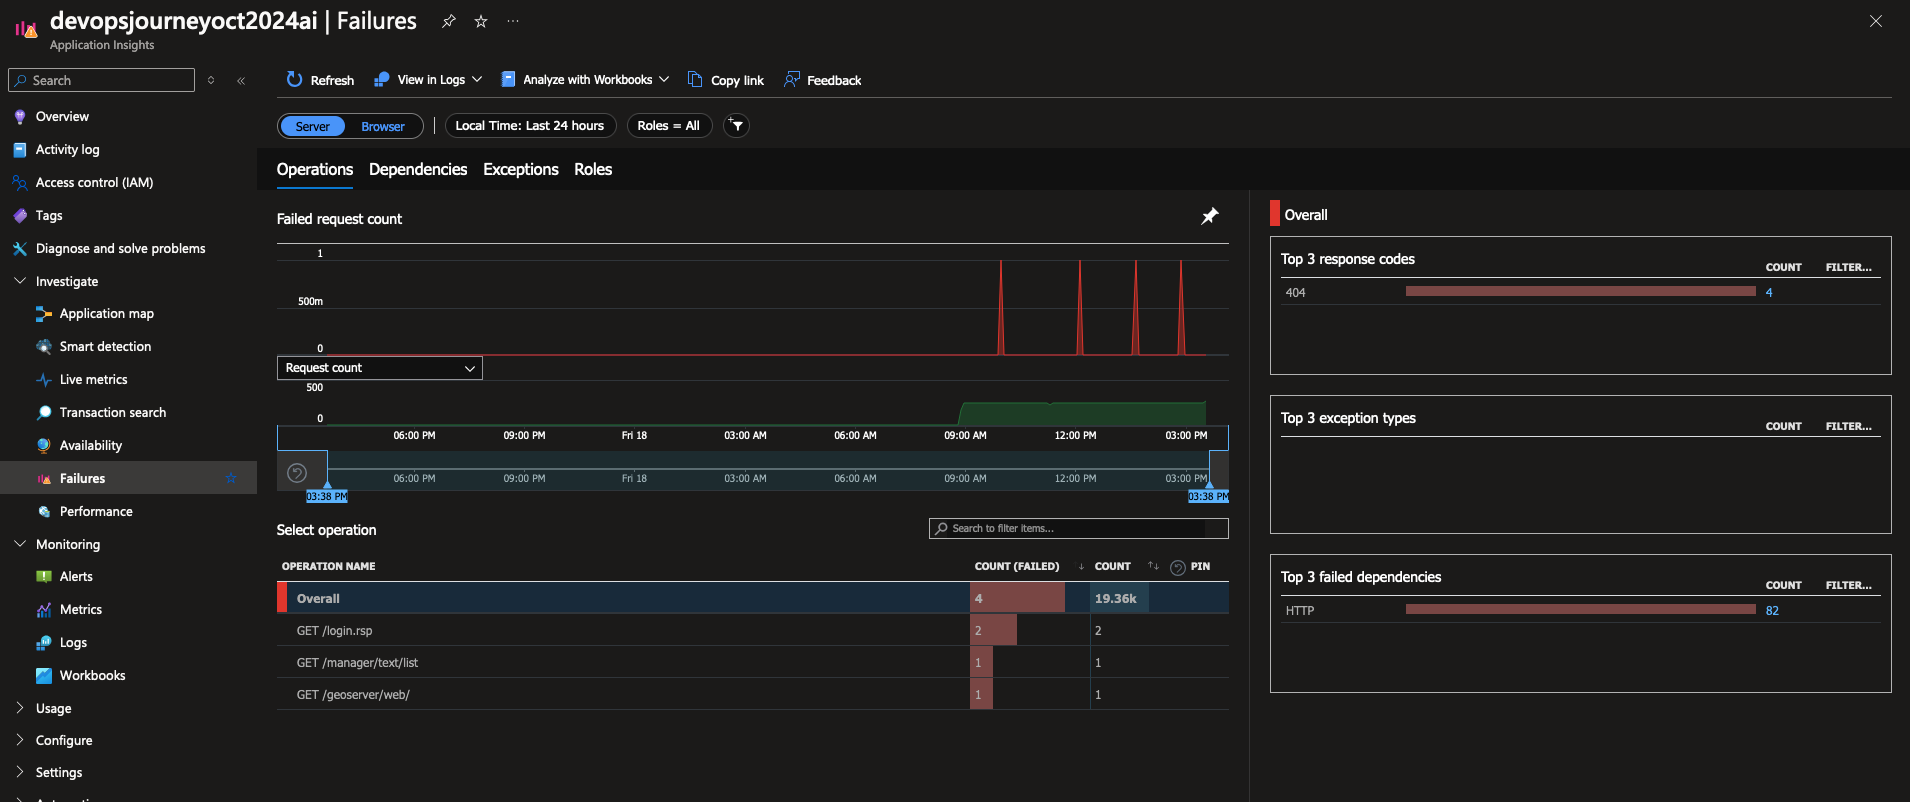 devopsjourneyoct2024ai | Failures
Application Insights
Search
Overview
Activity log
Access control (IAM)
Tags
Diagnose and solve problems
Investigate
Application map
Smart detection
Live metrics
Transaction search
Availability
Failures
Performance
Monitoring
Alerts
Metrics
Logs
Workbooks
Usage
Configure
Settings
Refresh
View in Logs
Analyze with Workbooks
Copy link
Feedback
Server
Browser
Local Time: Last 24 hours
Roles = All
Operations
Dependencies
Exceptions
Roles
Failed request count
1
500m
0
Request count
500
0
06:00 PM 09:00 PM Fri 18 03:00 AM 06:00 AM 09:00 AM 12:00 PM 03:00 PM
06:00 PM 09:00 PM Fri 18 03:00 AM 06:00 AM 09:00 AM 12:00 PM 03:00 PM
03:38 PM 03:38 PM
Select operation
Search to filter items...
OPERATION NAME COUNT (FAILED) COUNT PIN
Overall 4 19.36k
GET /login.rsp 2 2
GET /manager/text/list 1 1
GET /geoserver/web/ 1 1
Overall
Top 3 response codes
COUNT FILTER...
404 4
Top 3 exception types
COUNT FILTER...
Top 3 failed dependencies
COUNT FILTER...
HTTP 82